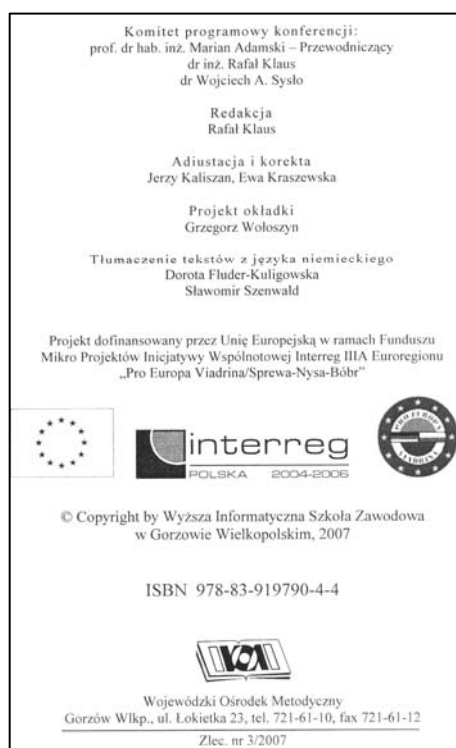 Komitet programowy konferencji:
prof. dr hab. inż. Marian Adamski – Przewodniczący
dr inż. Rafał Klaus
dr Wojciech A. Sysło
Redakcja
Rafał Klaus
Adiustacja i korekta
Jerzy Kaliszan, Ewa Kraszewska
Projekt okładki
Grzegorz Wołoszyn
Tłumaczenie tekstów z języka niemieckiego
Dorota Fluder-Kuligowska
Sławomir Szenwald
Projekt dofinansowany przez Unię Europejską w ramach Funduszu
Mikro Projektów Inicjatywy Wspólnotowej Interreg IIIA Euroregionu
„Pro Europa Viadrina/Sprewa-Nysa-Bóbr”
interreg
POLSKA 2004-2006
PRO EUROPA
VIADRINA
© Copyright by Wyższa Informatyczna Szkoła Zawodowa
w Gorzowie Wielkopolskim, 2007
ISBN 978-83-919790-4-4
Wojewódzki Ośrodek Metodyczny
Gorzów Wlkp., ul. Łokietka 23, tel. 721-61-10, fax 721-61-12
Zlec. nr 3/2007